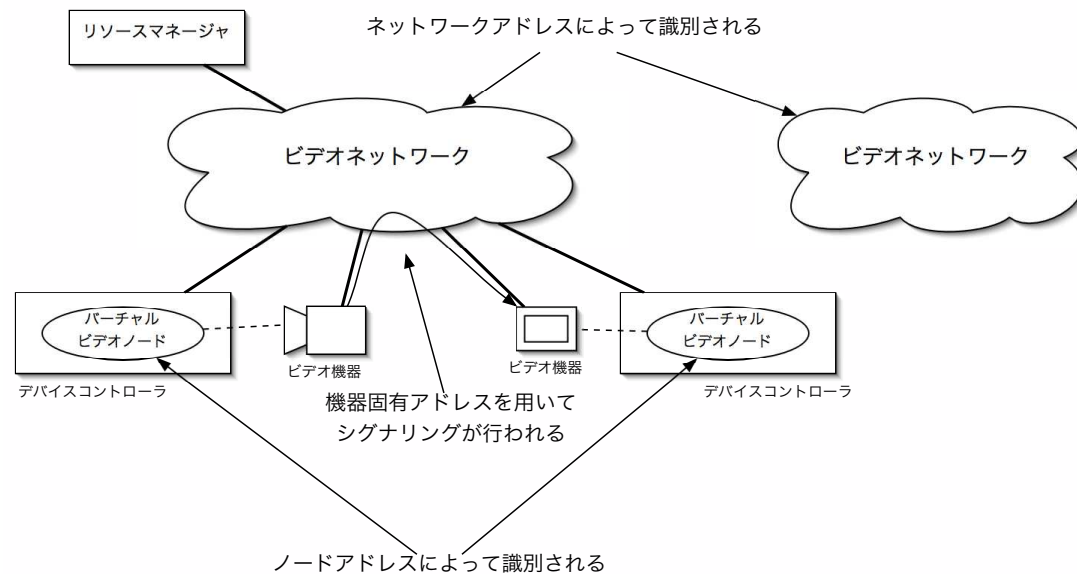 リソースマネージャ
ネットワークアドレスによって識別される
ビデオネットワーク
ビデオネットワーク
バーチャル
ビデオノード
デバイスコントローラ
ビデオ機器
ビデオ機器
バーチャル
ビデオノード
デバイスコントローラ
機器固有アドレスを用いて
シグナリングが行われる
ノードアドレスによって識別される